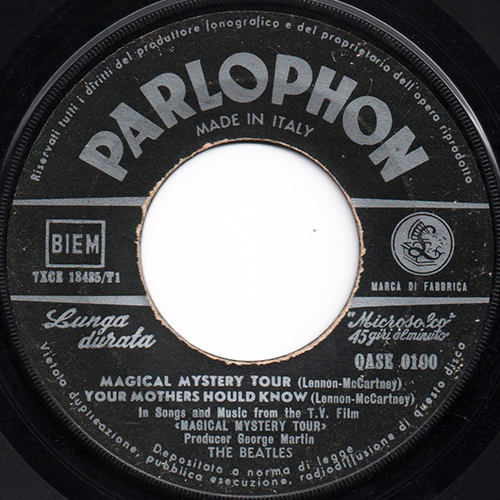 Riservati tutti i diritti del produttore fonografico e del proprietario dell'opera riprodotta
PARLOPHON
MADE IN ITALY
BIEM
7XCE 18435/T1
MARCA DI FABBRICA
Lunga
durata
"Microsolco"
45 giri al minuto
QASE 0100
MAGICAL MYSTERY TOUR (Lennon-McCartney)
YOUR MOTHERS HOULD KNOW (Lennon-McCartney)
In Songs and Music from the T.V. Film
«MAGICAL MYSTERY TOUR»
Producer George Martin
THE BEATLES
Depositato a norma di legge
Vietata duplicazione, pubblica esecuzione, radiodiffusione di questo disco